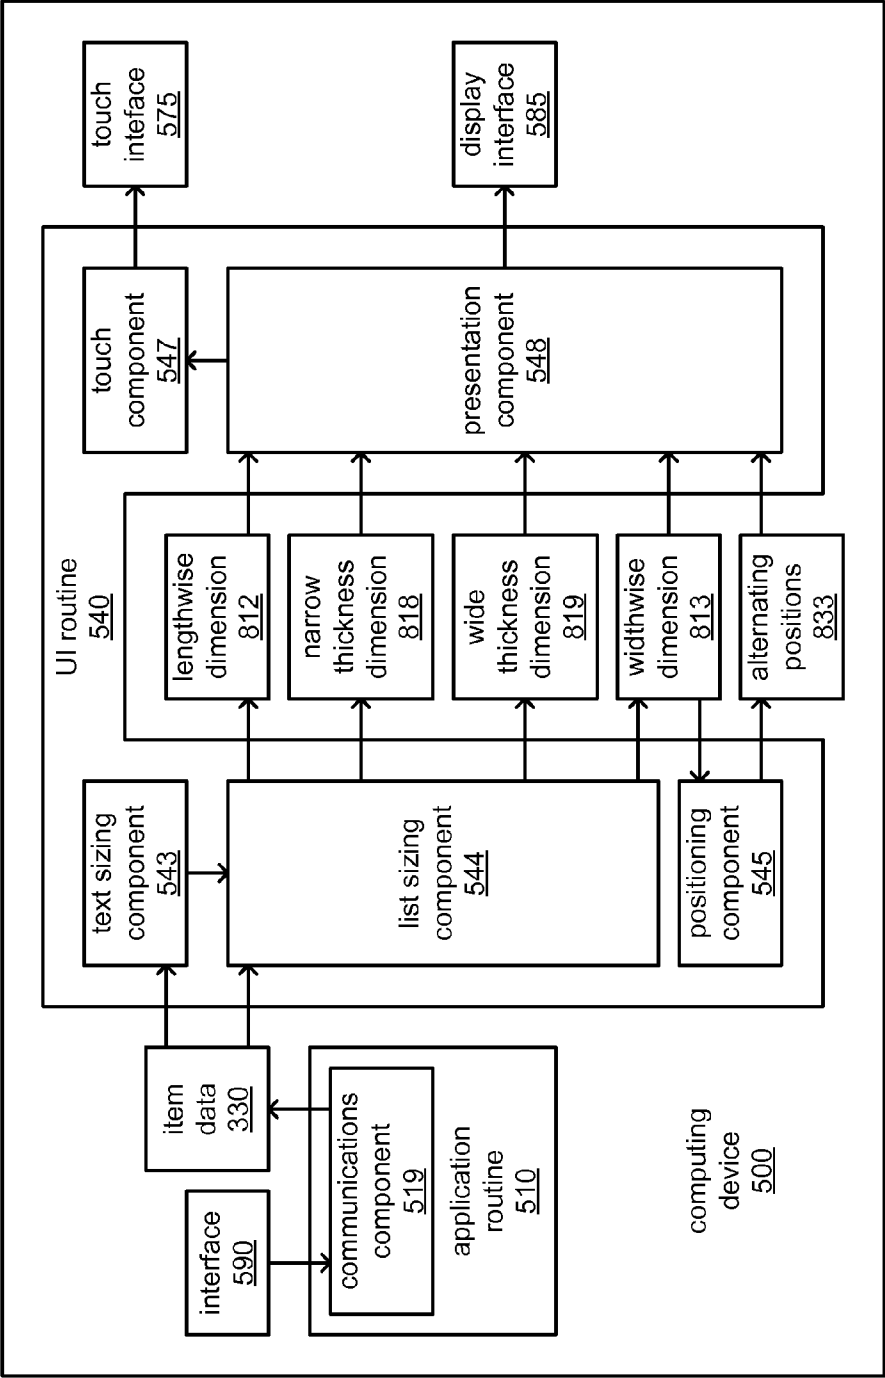 interface
590
communications
component
519
application
routine
510
item
data
330
computing
device
500
UI routine
540
text sizing
component
543
list sizing
component
544
positioning
component
545
lengthwise
dimension
812
narrow
thickness
dimension
818
wide
thickness
dimension
819
widthwise
dimension
813
alternating
positions
833
touch
component
547
presentation
component
548
touch
inteface
575
display
interface
585